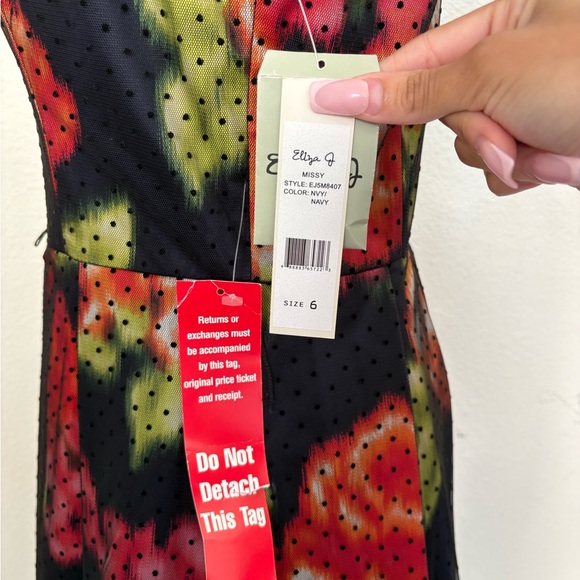 Eliza J
MISSY
STYLE: EJ5M8407
COLOR: NVY/
NAVY
SIZE 6
Returns or
exchanges must
be accompanied
by this tag,
original price ticket
and receipt.
Do Not
Detach
This Tag